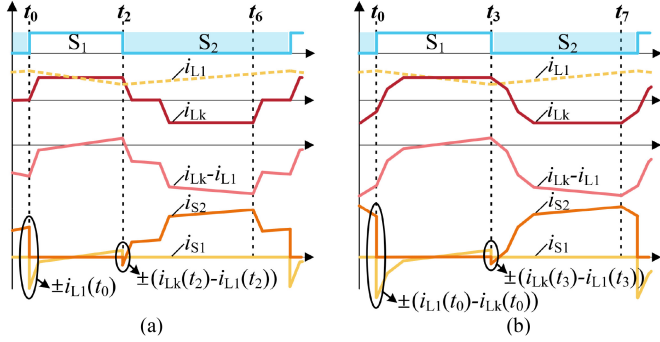 t0 t2 t6
S1 S2
iL1
iLk
iLk−iL1
iS2
iS1
±iL1(t0)
±(iLk(t2)−iL1(t2))
(a)
t0 t3 t7
S1 S2
iL1
iLk
iLk−iL1
iS2
iS1
±(iLk(t3)−iL1(t3))
±(iL1(t0)−iLk(t0))
(b)